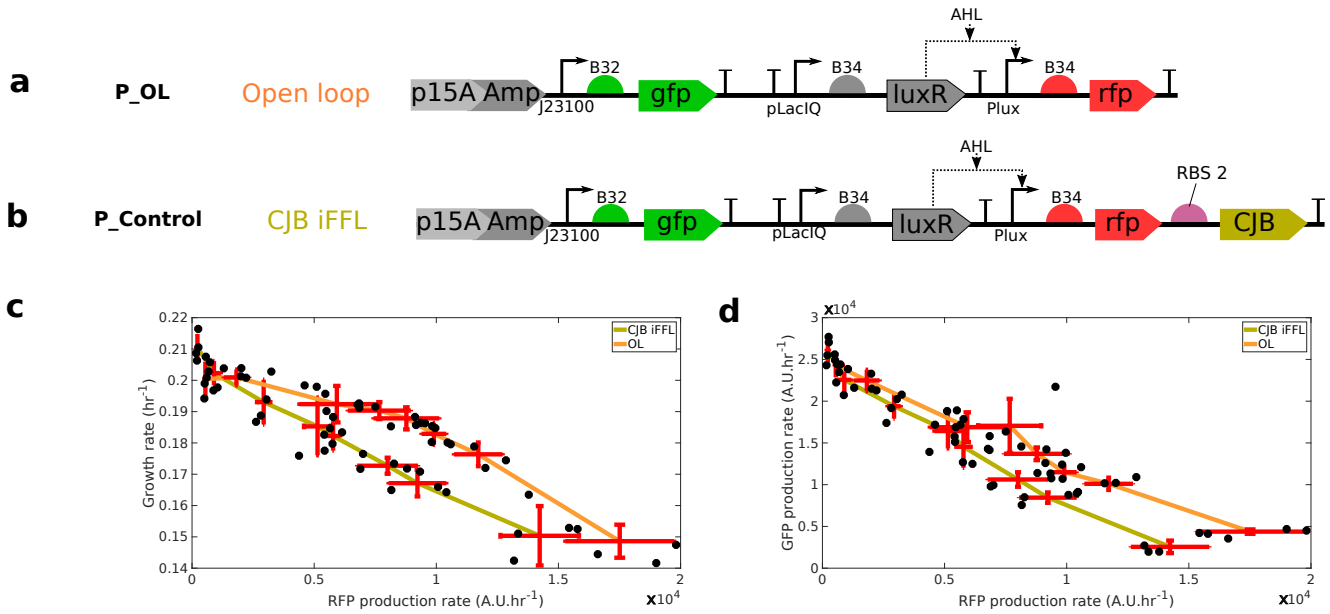 a
P_OL
Open loop
p15A Amp
J23100
B32
gfp
pLacIQ
B34
luxR
AHL
Plux
B34
rfp
b
P_Control
CJB iFFL
p15A Amp
J23100
B32
gfp
pLacIQ
B34
luxR
AHL
Plux
B34
rfp
RBS 2
CJB
c
Growth rate (hr⁻¹)
0.22
0.21
0.2
0.19
0.18
0.17
0.16
0.15
0.14
0 0.5 1 1.5 2
RFP production rate (A.U.hr⁻¹)
x10⁴
CJB iFFL
OL
d
x10⁴
GFP production rate (A.U.hr⁻¹)
3
2.5
2
1.5
1
0.5
0
0 0.5 1 1.5 2
RFP production rate (A.U.hr⁻¹)
x10⁴
CJB iFFL
OL